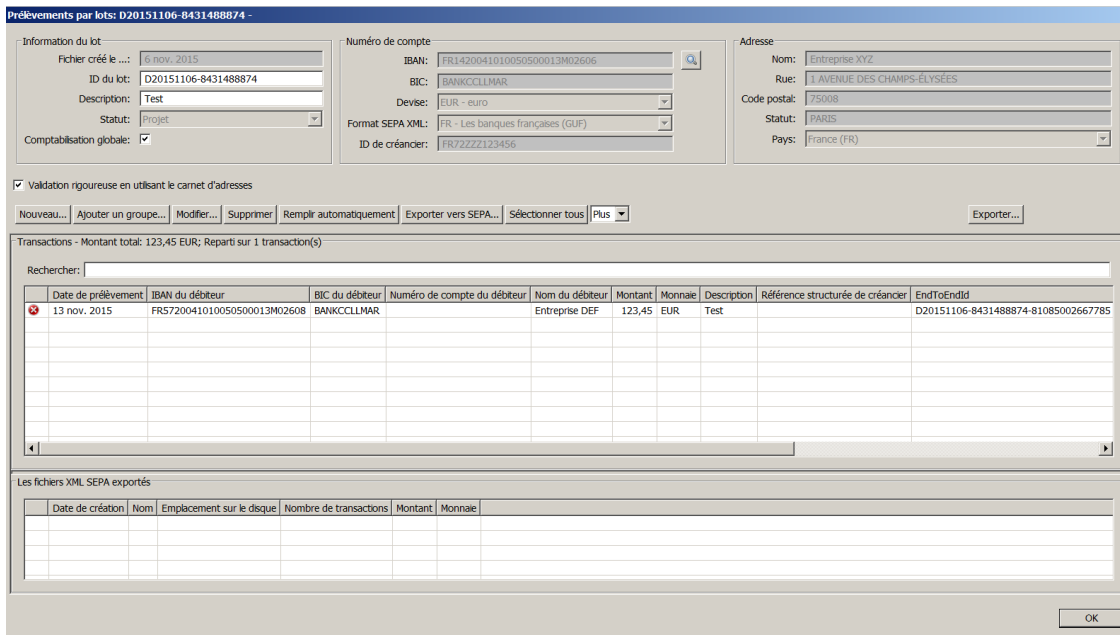 Prélèvements par lots: D20151106-8431488874 -
Information du lot
Fichier créé le ...: 6 nov. 2015
ID du lot: D20151106-8431488874
Description: Test
Statut: Projet
Comptabilisation globale:
Numéro de compte
IBAN: FR1420041010050500013M02606
BIC: BANKCCLLMAR
Devise: EUR - euro
Format SEPA XML: FR - Les banques françaises (GUF)
ID de créancier: FR72ZZZ123456
Adresse
Nom: Entreprise XYZ
Rue: 1 AVENUE DES CHAMPS-ÉLYSÉES
Code postal: 75008
Statut: PARIS
Pays: France (FR)
Validation rigoureuse en utilisant le carnet d'adresses
Nouveau... Ajouter un groupe... Modifier... Supprimer Remplir automatiquement Exporter vers SEPA... Sélectionner tous Plus Exporter...
Transactions - Montant total: 123,45 EUR; Reparti sur 1 transaction(s)
Rechercher:
Date de prélèvement IBAN du débiteur BIC du débiteur Numéro de compte du débiteur Nom du débiteur Montant Monnaie Description Référence structurée de créancier EndToEndId
13 nov. 2015 FR5720041010050500013M02608 BANKCCLLMAR Entreprise DEF 123,45 EUR Test D20151106-8431488874-81085002667785
Les fichiers XML SEPA exportés
Date de création Nom Emplacement sur le disque Nombre de transactions Montant Monnaie
OK